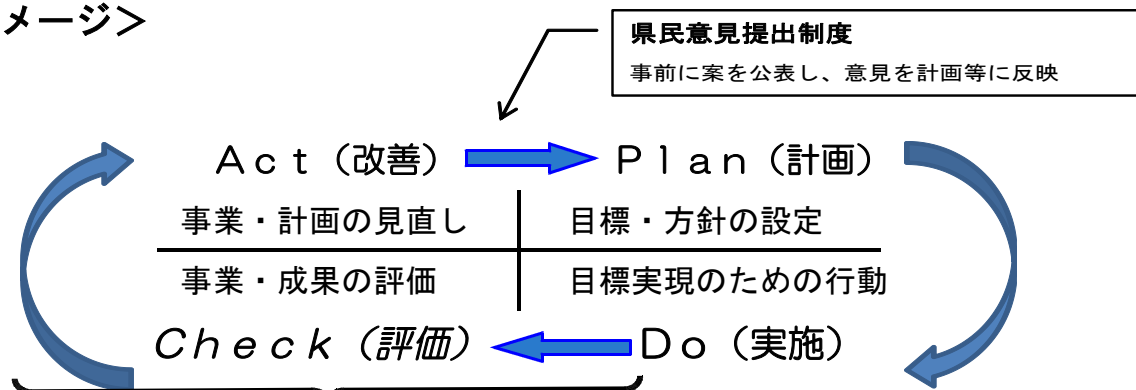 メージ＞
県民意見提出制度
事前に案を公表し、意見を計画等に反映
Ａｃｔ（改善）
Ｐｌａｎ（計画）
事業・計画の見直し
目標・方針の設定
事業・成果の評価
目標実現のための行動
Ｃｈｅｃｋ（評価）
Ｄｏ（実施）